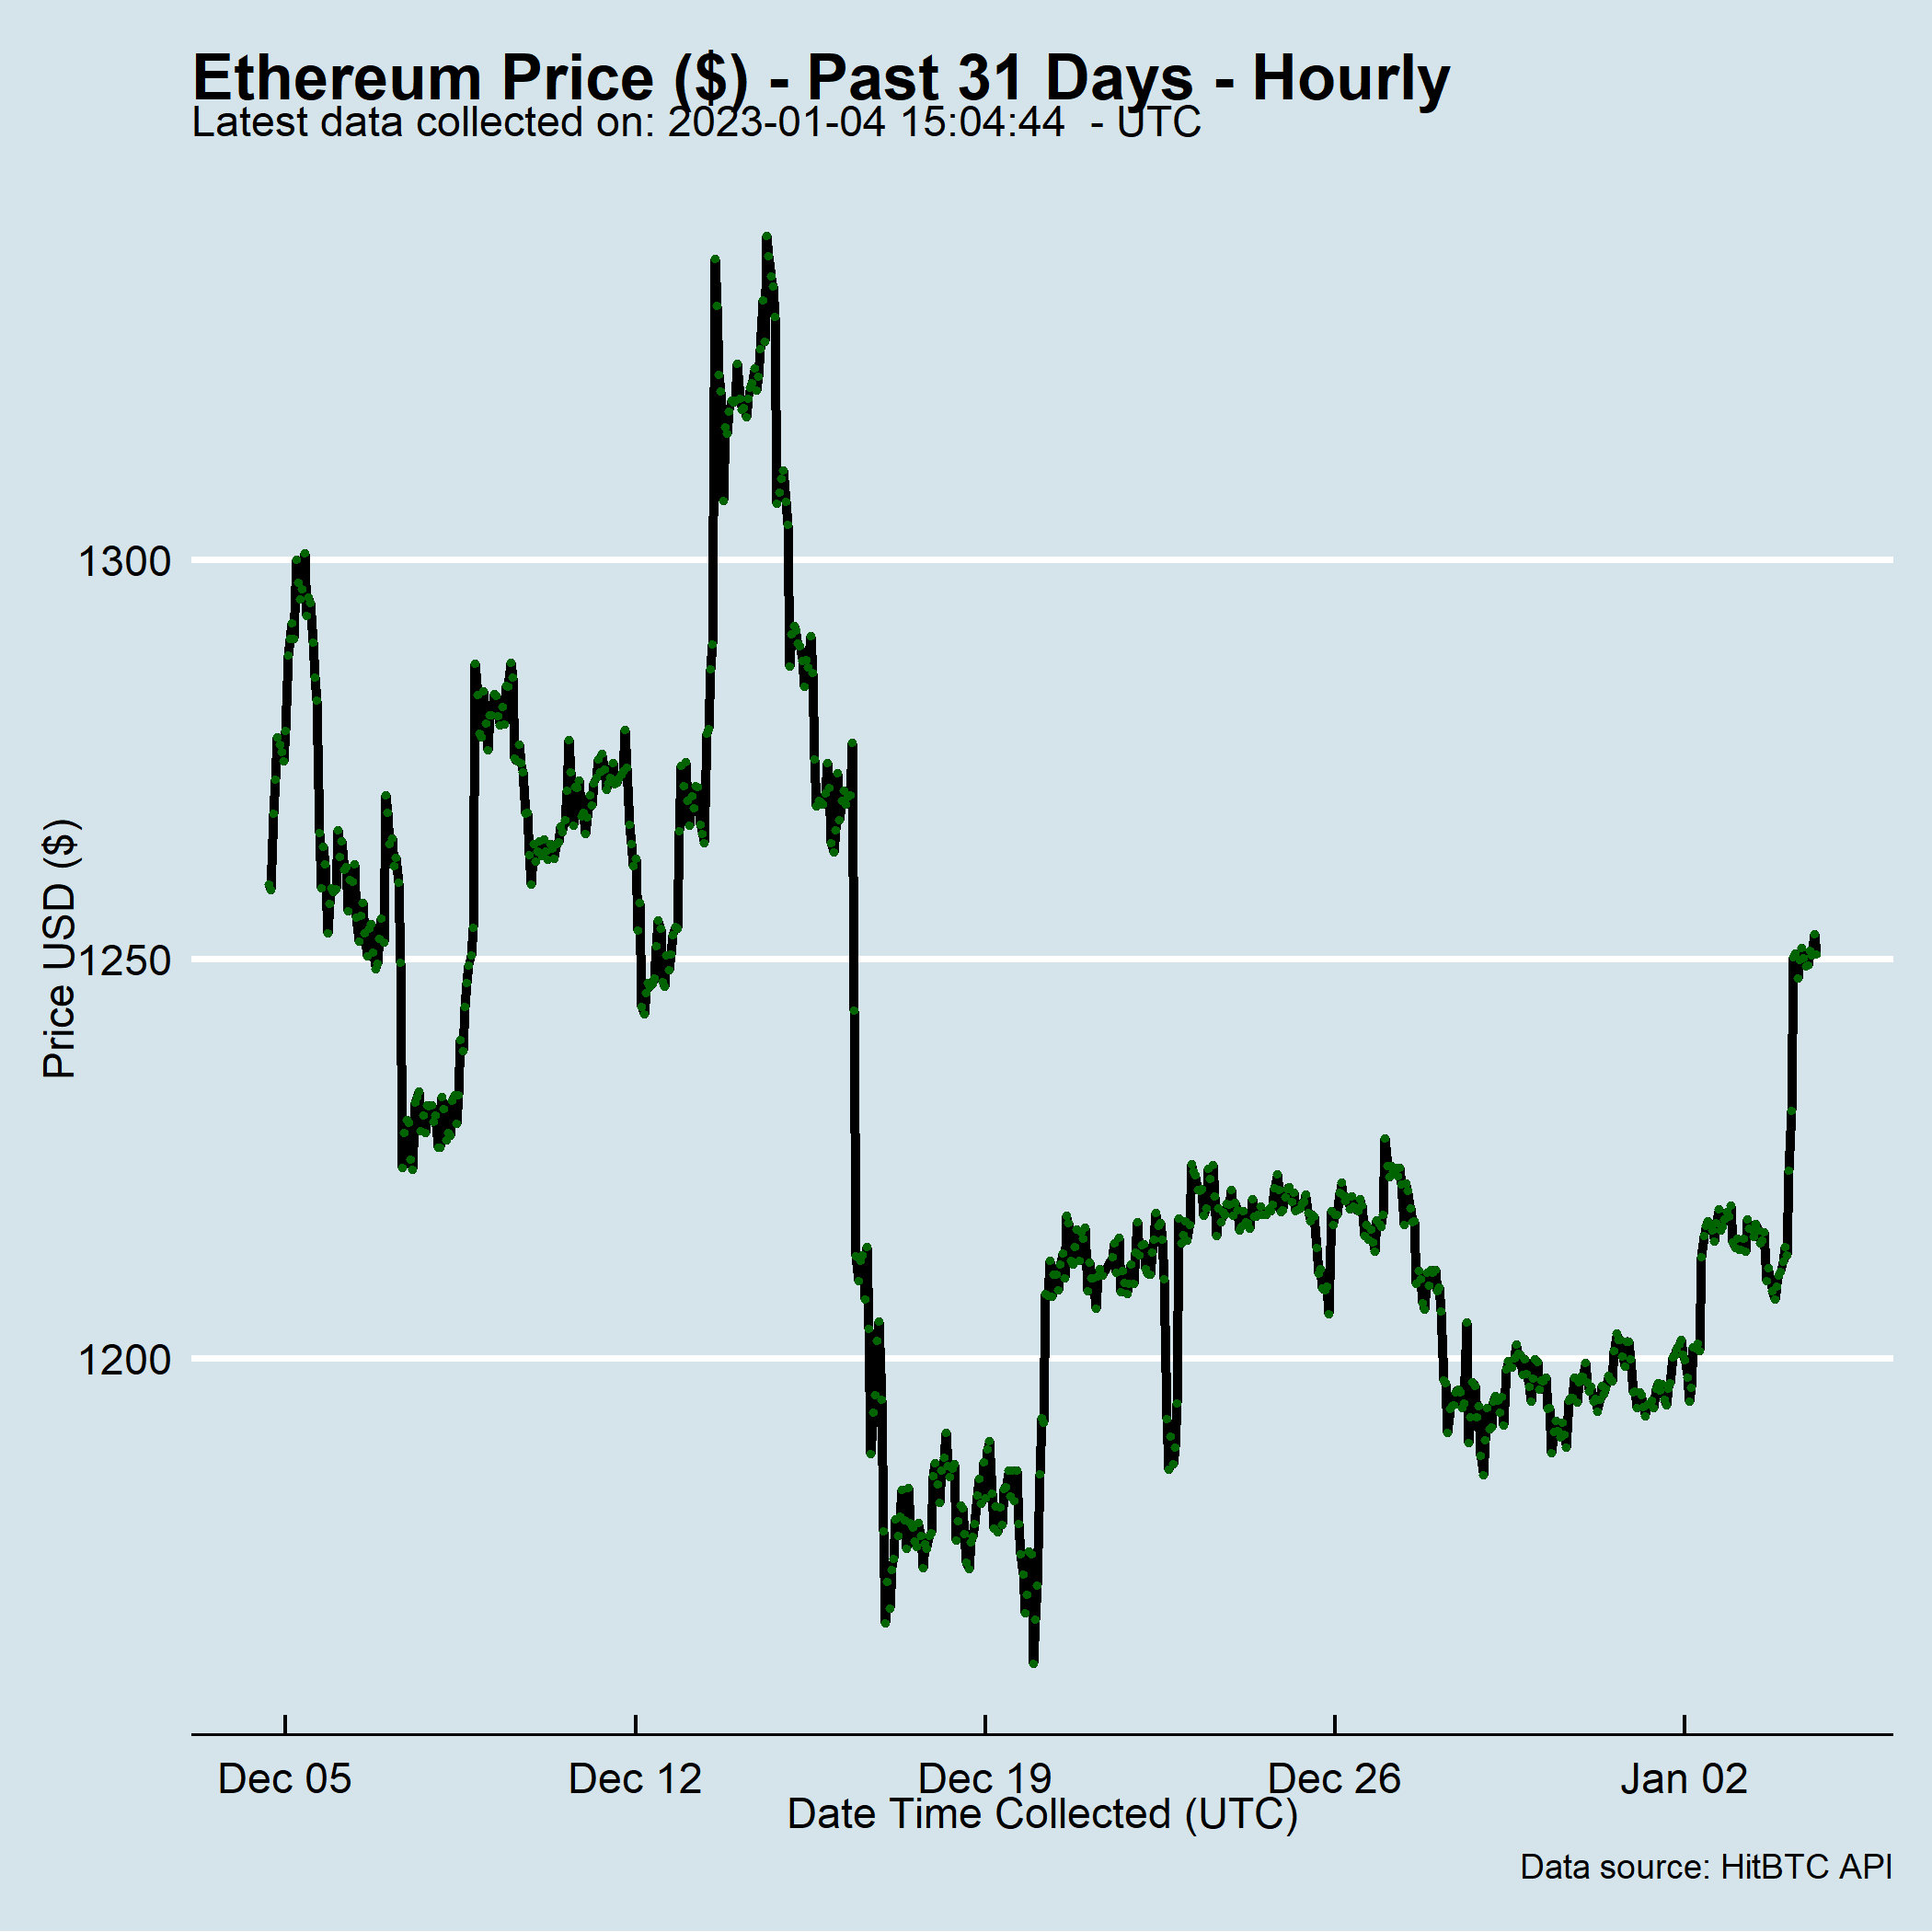 Ethereum Price ($) - Past 31 Days - Hourly
Latest data collected on: 2023-01-04 15:04:44  - UTC
Price USD ($)
1300
1250
1200
Dec 05
Dec 12
Dec 19
Dec 26
Jan 02
Date Time Collected (UTC)
Data source: HitBTC API